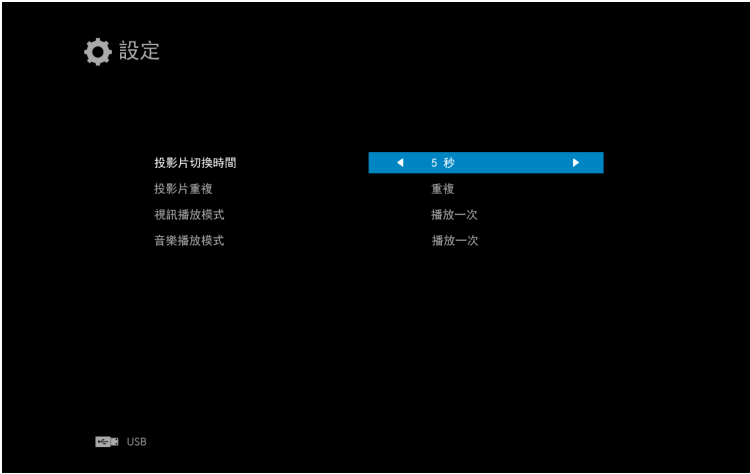 設定
投影片切換時間 5 秒
投影片重複 重複
視訊播放模式 播放一次
音樂播放模式 播放一次
USB